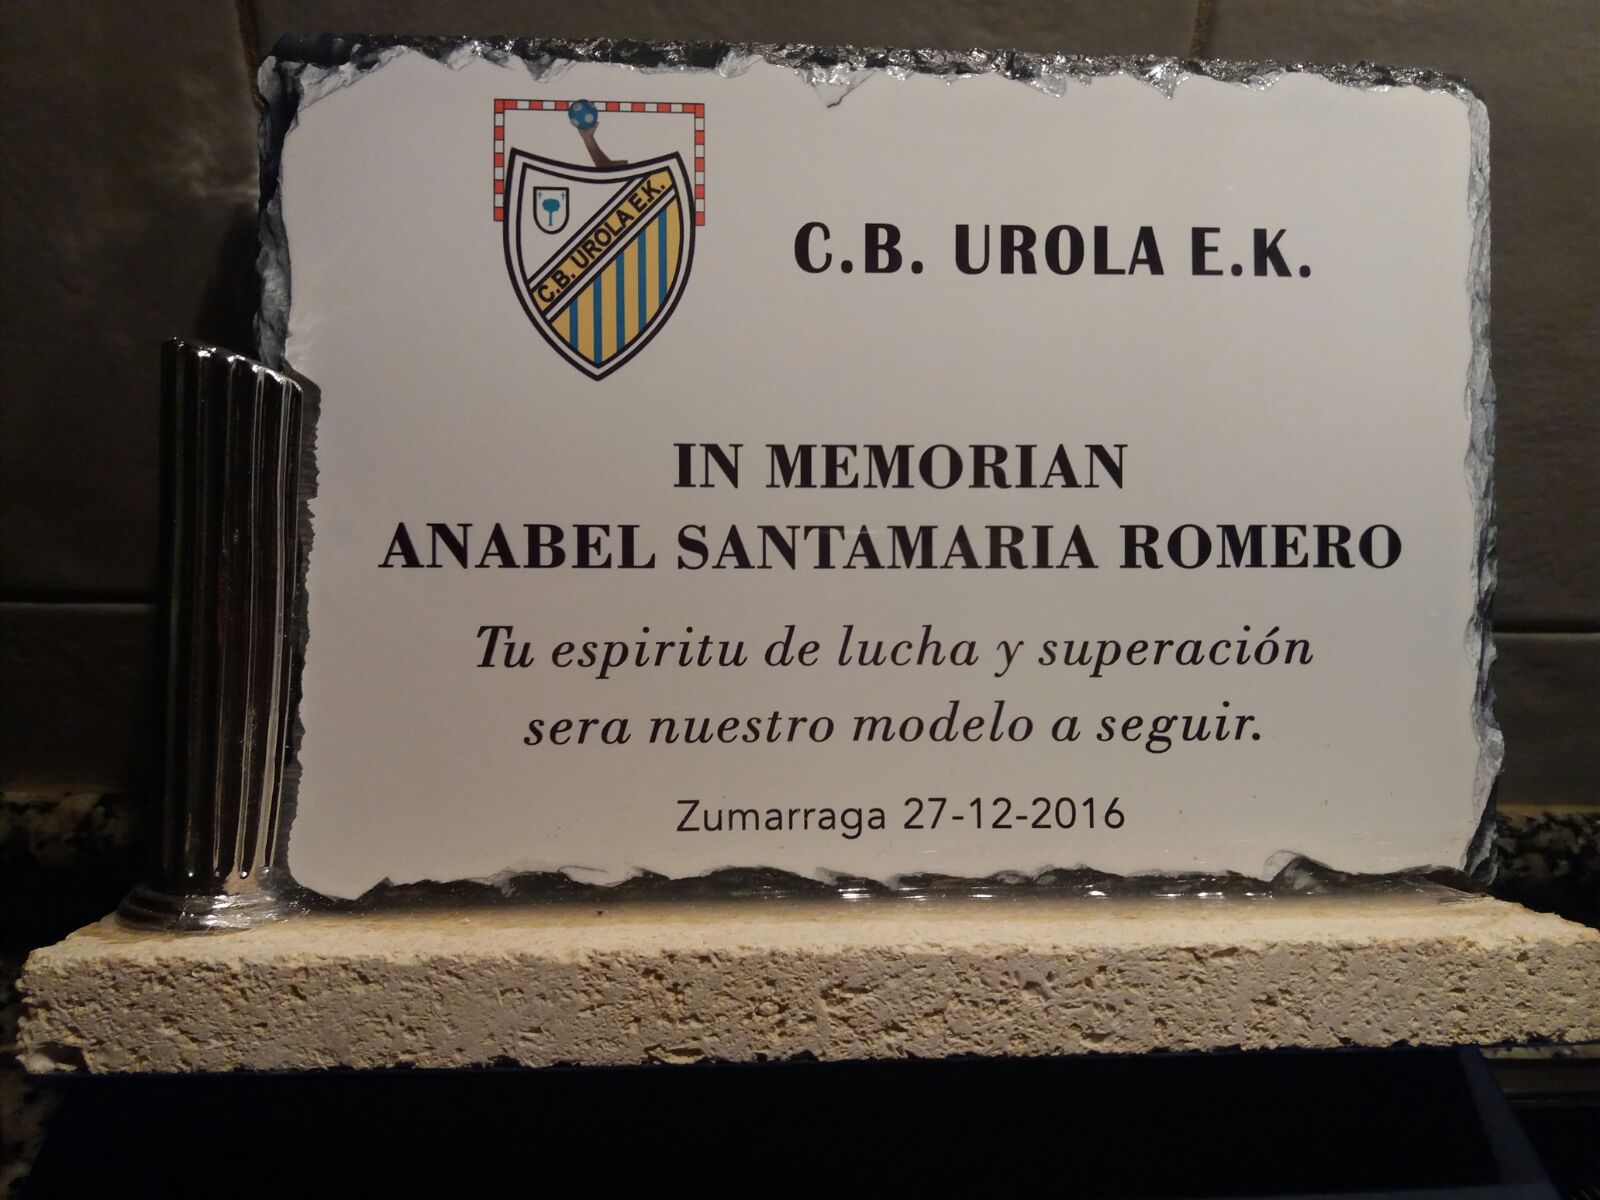 C.B. UROLA E.K.
C.B. UROLA E.K.
IN MEMORIAN
ANABEL SANTAMARIA ROMERO
Tu espiritu de lucha y superación
sera nuestro modelo a seguir.
Zumarraga 27-12-2016